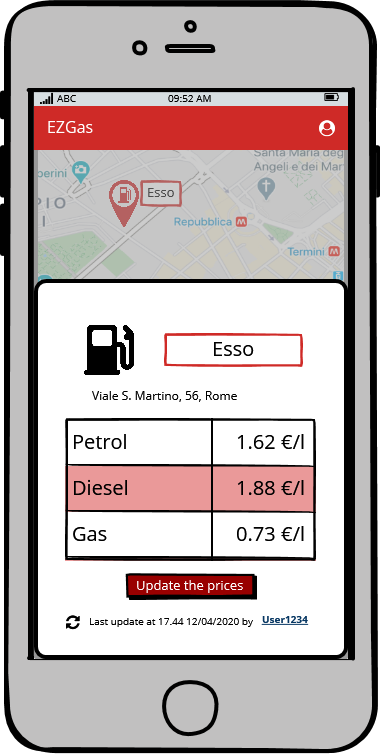 ABC 09:52 AM
EZGas
Santa Maria deg
Angeli e dei Mar
perini
Esso
PIO
Repubblica M
DI
Termini M
Esso
Viale S. Martino, 56, Rome
Petrol 1.62 €/l
Diesel 1.88 €/l
Gas 0.73 €/l
Update the prices
Last update at 17.44 12/04/2020 by User1234